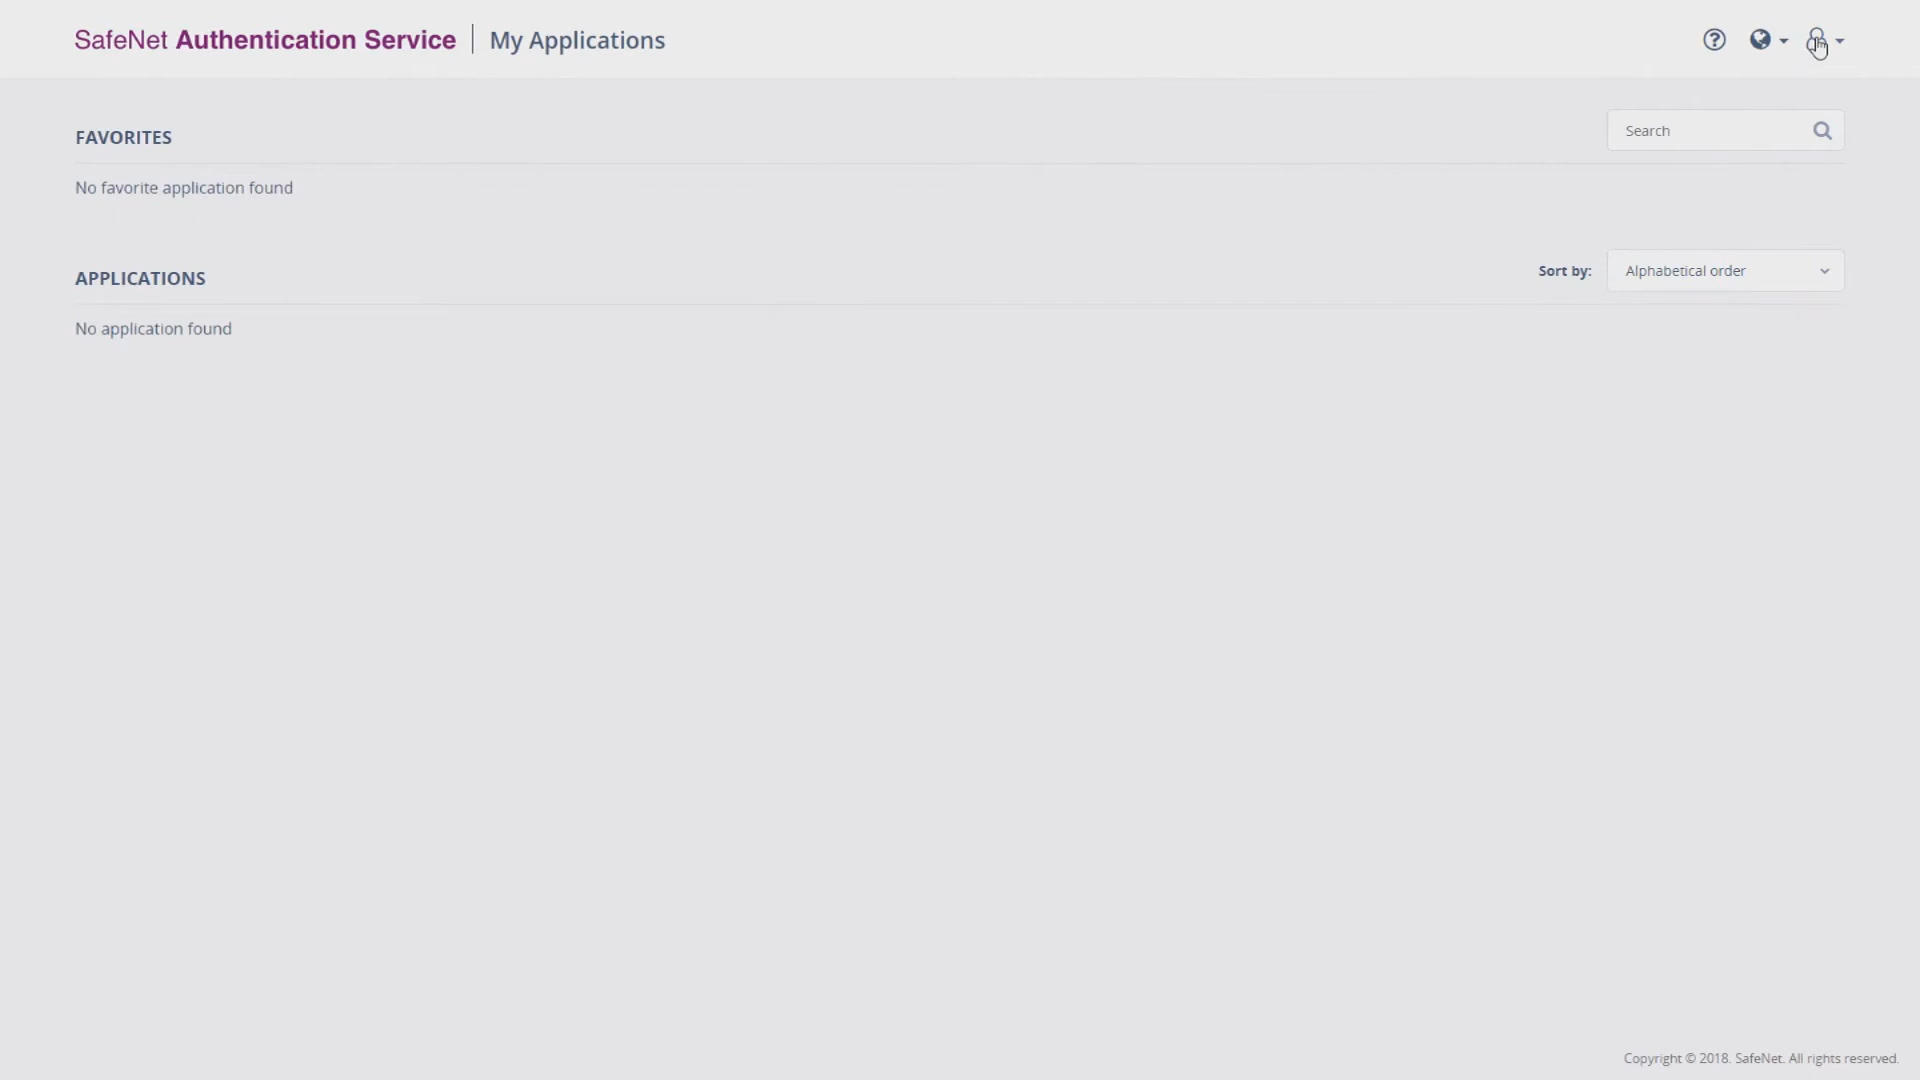 SafeNet Authentication Service | My Applications
FAVORITES
Search
No favorite application found
APPLICATIONS
Sort by: Alphabetical order
No application found
Copyright © 2018. SafeNet. All rights reserved.